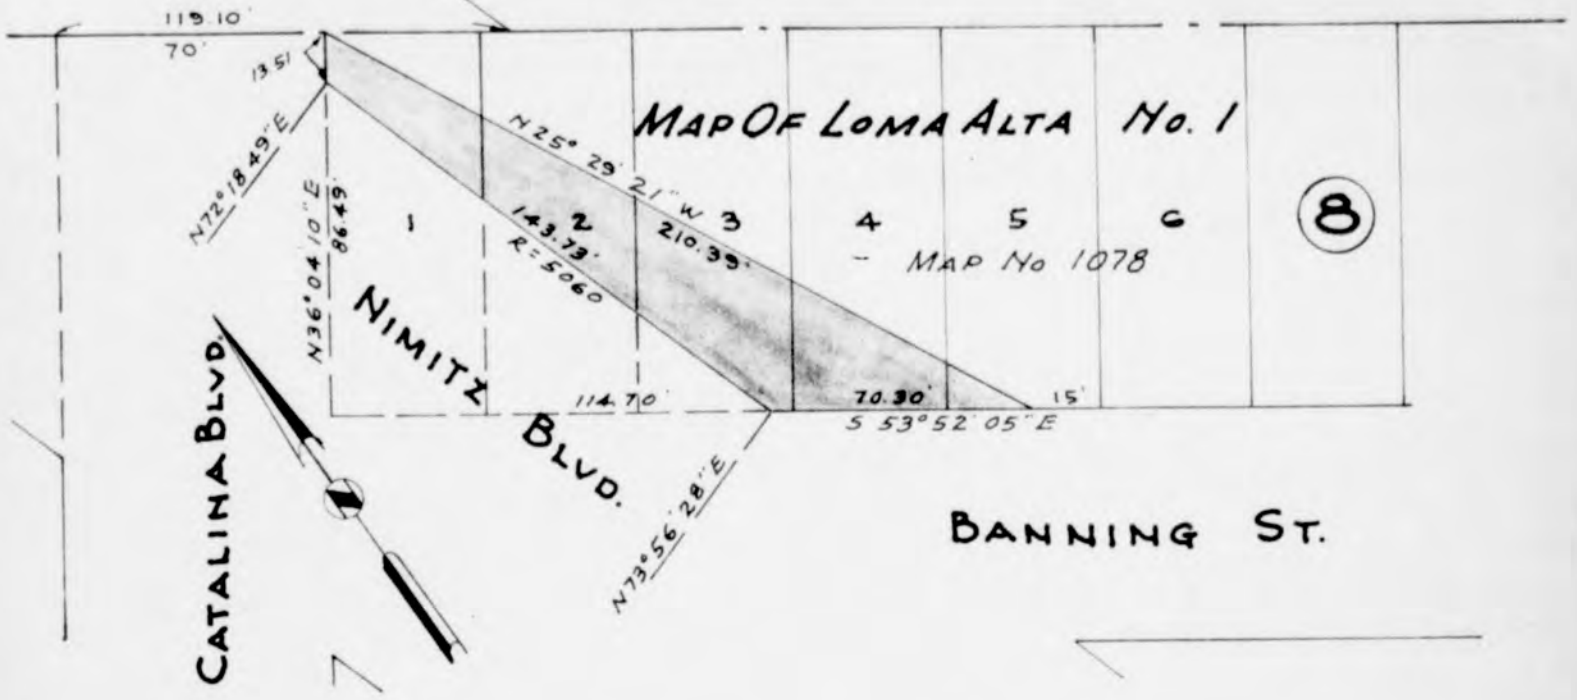 119.10'
70'
13.51
N72°18'49"E
MAP OF LOMA ALTA No. 1
N25° 29' 21" W
210.39'
1 2 3 4 5 6 8
- MAP No 1078
143.73'
R=5060
N36°04'10"E
86.49'
NIMITZ BLVD.
114.70'
70.30'
15'
S 53°52'05"E
CATALINA BLVD.
N73°56'28"E
BANNING ST.